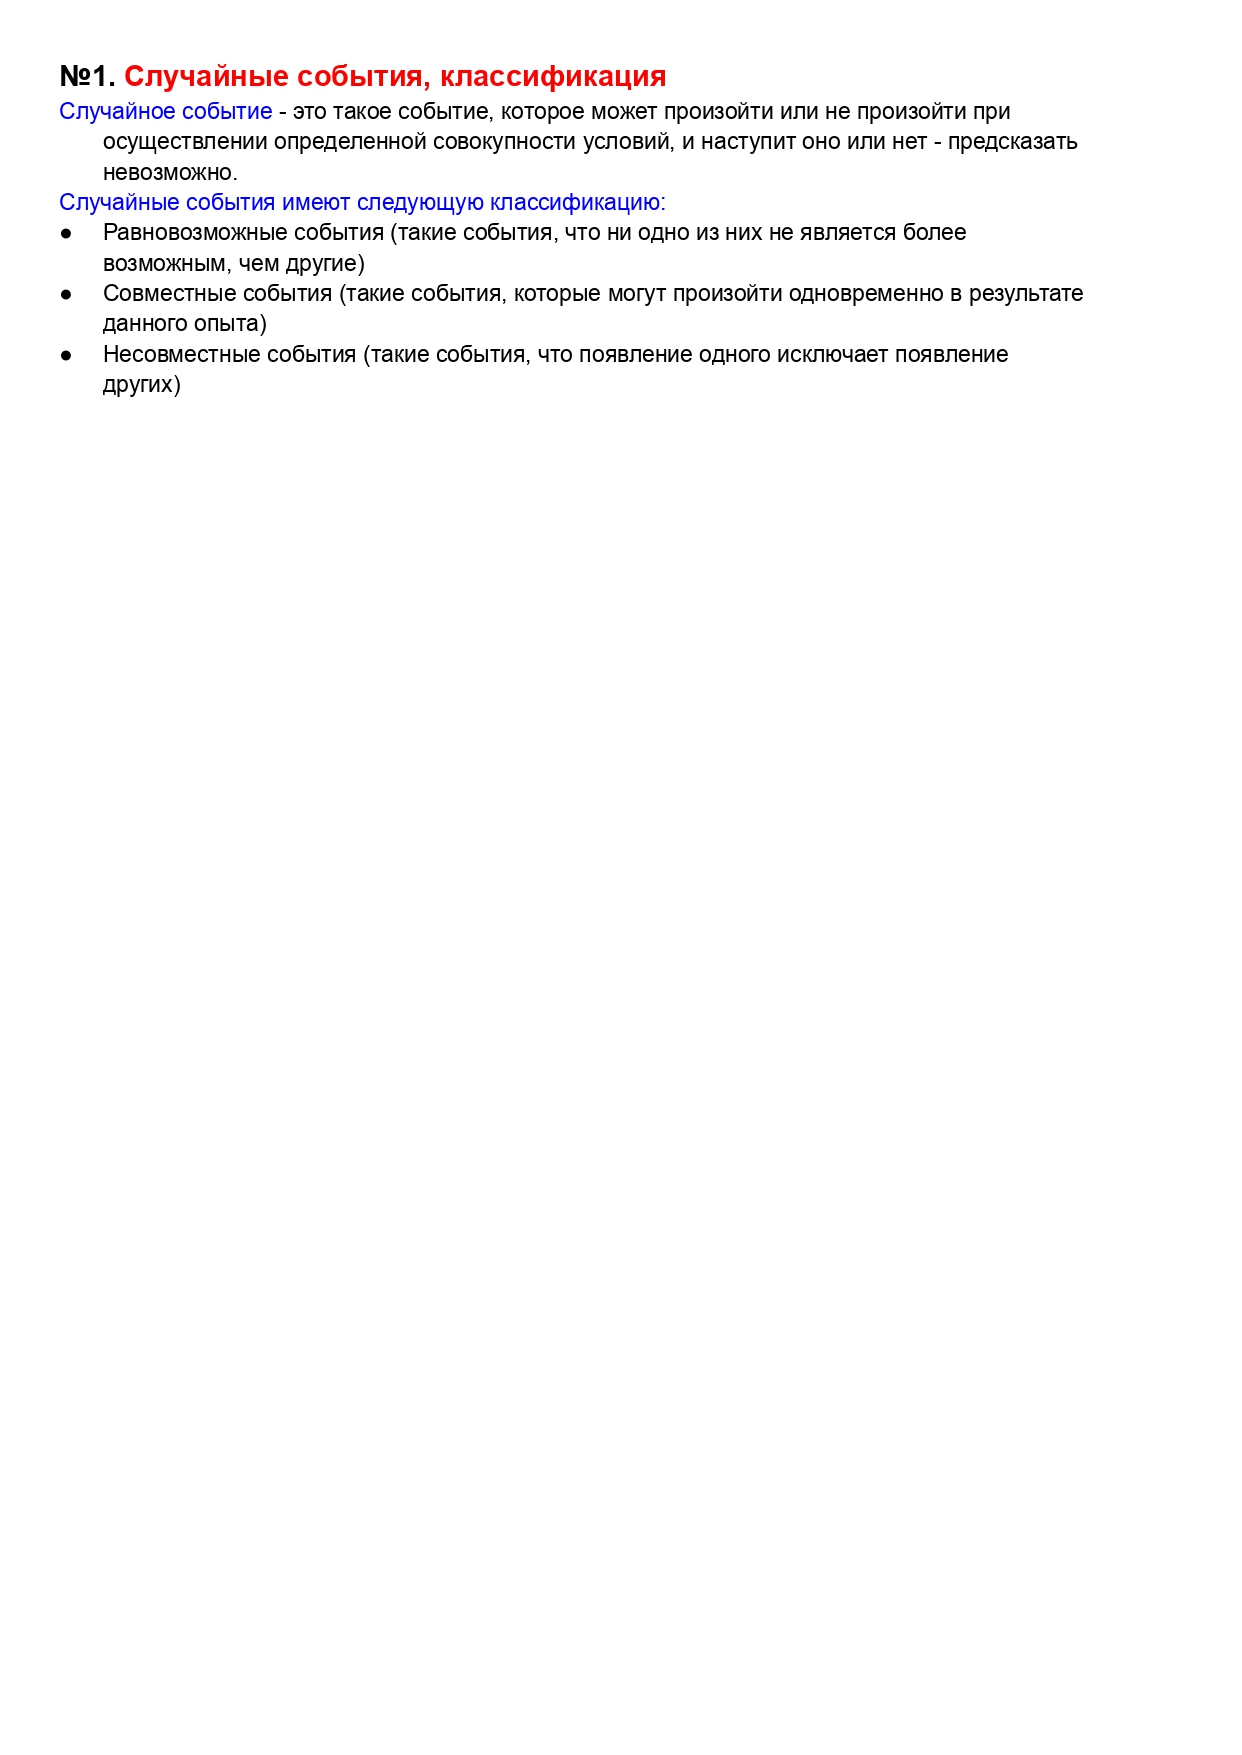 №1. Случайные события, классификация
Случайное событие - это такое событие, которое может произойти или не произойти при
осуществлении определенной совокупности условий, и наступит оно или нет - предсказать
невозможно.
Случайные события имеют следующую классификацию:
● Равновозможные события (такие события, что ни одно из них не является более
возможным, чем другие)
● Совместные события (такие события, которые могут произойти одновременно в результате
данного опыта)
● Несовместные события (такие события, что появление одного исключает появление
других)